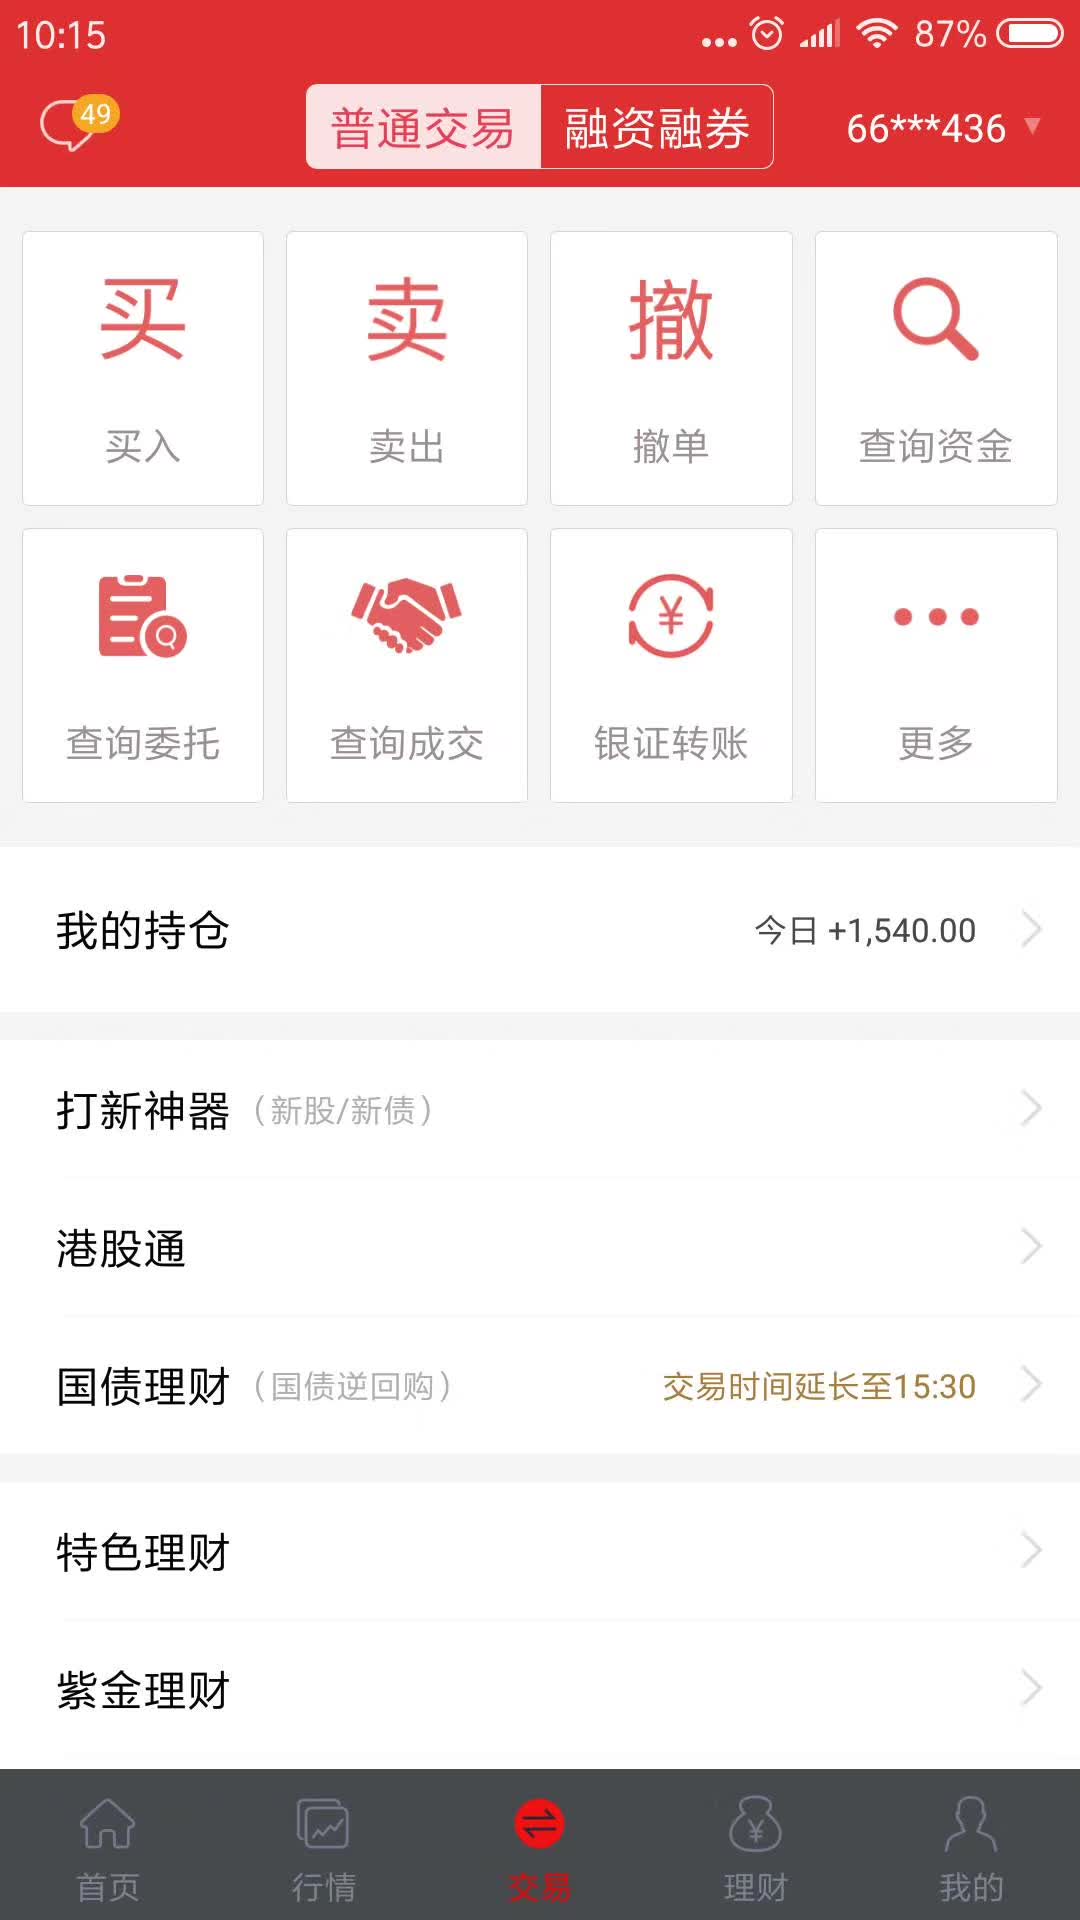 10:15 87%
49 普通交易 融资融券 66***436
买 卖 撤
买入 卖出 撤单 查询资金
查询委托 查询成交 银证转账 更多
我的持仓 今日 +1,540.00
打新神器 （新股/新债）
港股通
国债理财 （国债逆回购） 交易时间延长至15:30
特色理财
紫金理财
首页 行情 交易 理财 我的